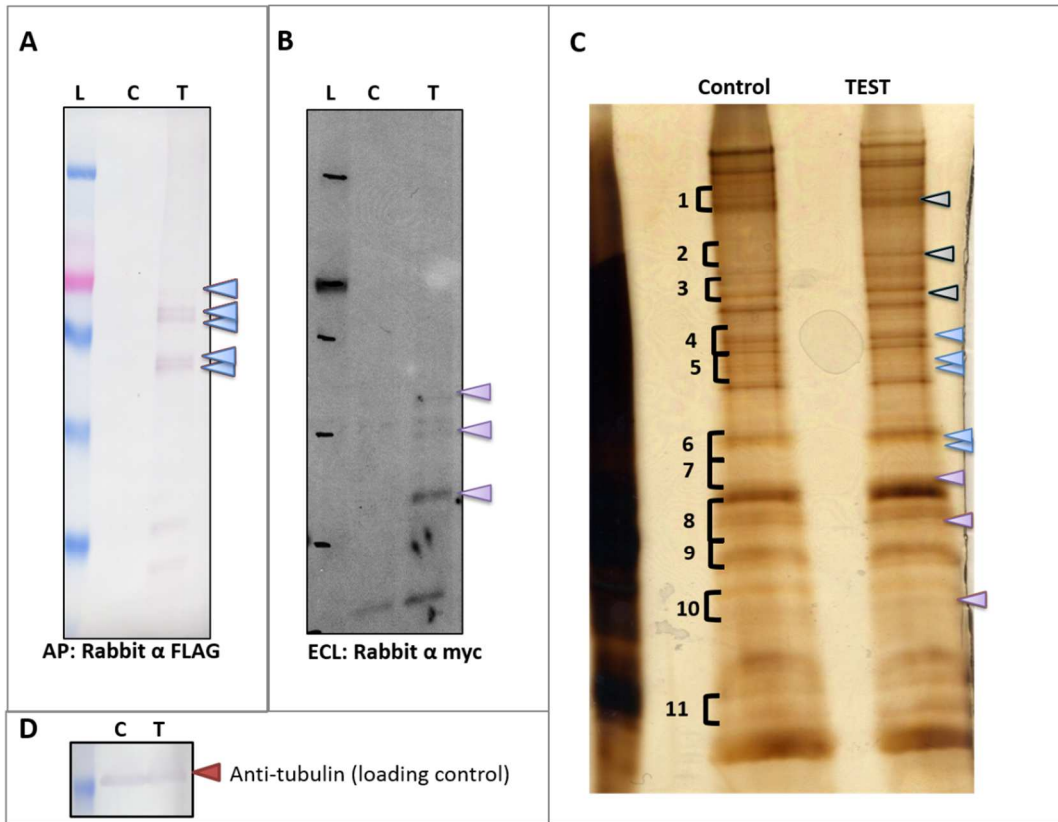 A
L C T
AP: Rabbit α FLAG
B
L C T
ECL: Rabbit α myc
C
Control TEST
1
2
3
4
5
6
7
8
9
10
11
D
C T
Anti-tubulin (loading control)